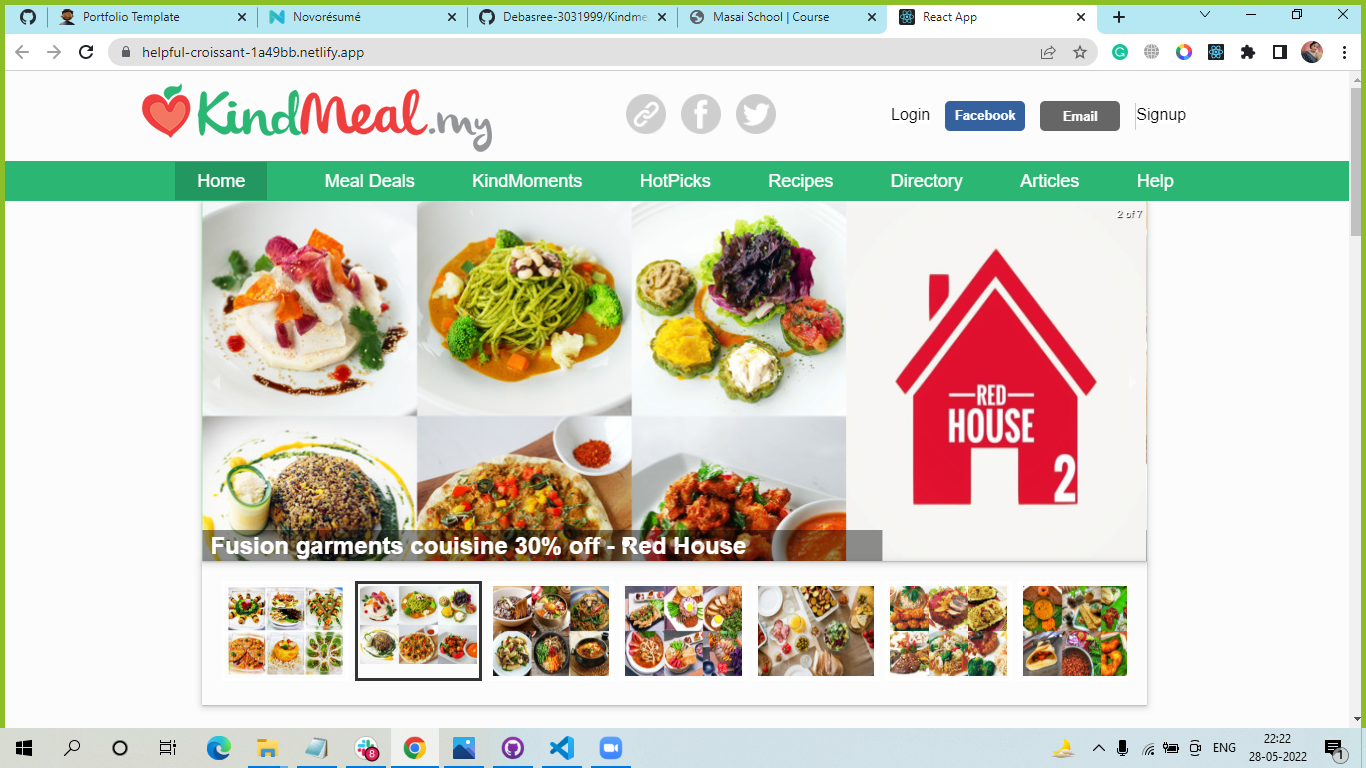 Portfolio Template
Novorésumé
Debasree-3031999/Kindme
Masai School | Course
React App
helpful-croissant-1a49bb.netlify.app
KindMeal.my
Login
Facebook
Email
Signup
Home
Meal Deals
KindMoments
HotPicks
Recipes
Directory
Articles
Help
2 of 7
RED
HOUSE
2
Fusion garments couisine 30% off - Red House
8
ENG
22:22
28-05-2022
1